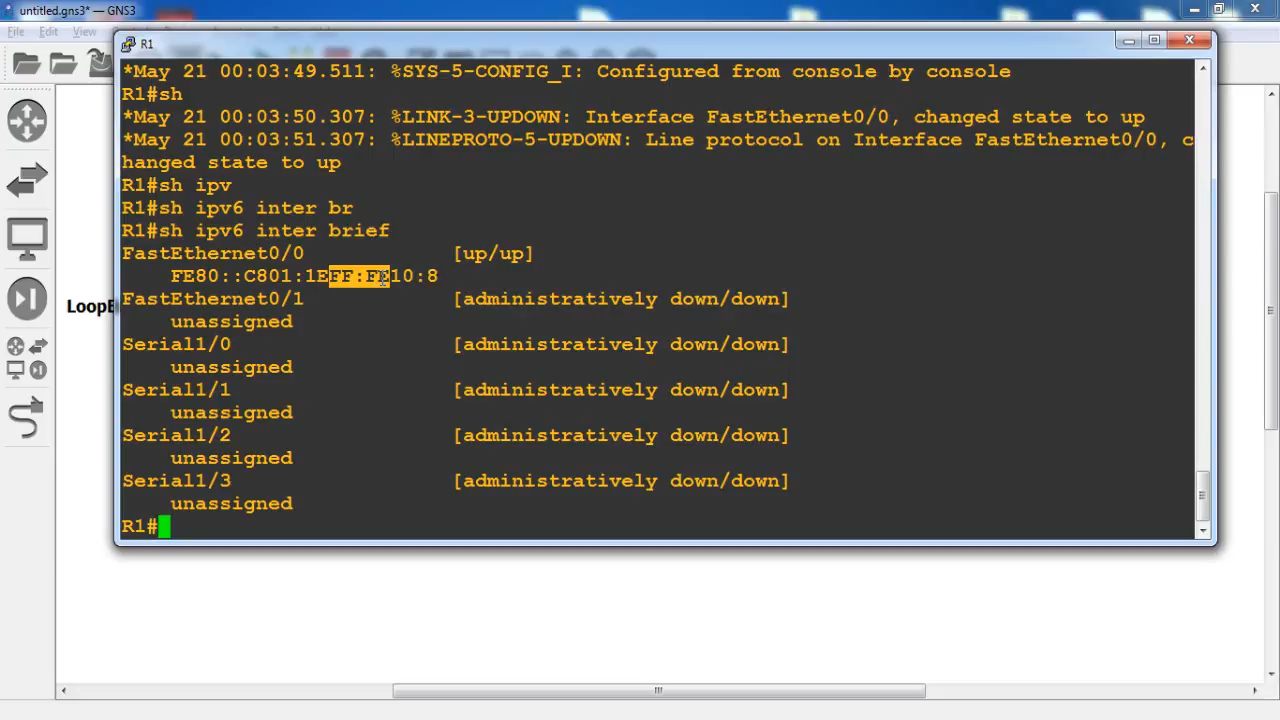 untitled.gns3* — GNS3
File Edit View
R1
*May 21 00:03:49.511: %SYS-5-CONFIG_I: Configured from console by console
R1#sh
*May 21 00:03:50.307: %LINK-3-UPDOWN: Interface FastEthernet0/0, changed state to up
*May 21 00:03:51.307: %LINEPROTO-5-UPDOWN: Line protocol on Interface FastEthernet0/0, c
hanged state to up
R1#sh ipv
R1#sh ipv6 inter br
R1#sh ipv6 inter brief
FastEthernet0/0 [up/up]
FE80::C801:1EFF:FE10:8
FastEthernet0/1 [administratively down/down]
unassigned
Serial1/0 [administratively down/down]
unassigned
Serial1/1 [administratively down/down]
unassigned
Serial1/2 [administratively down/down]
unassigned
Serial1/3 [administratively down/down]
unassigned
R1#